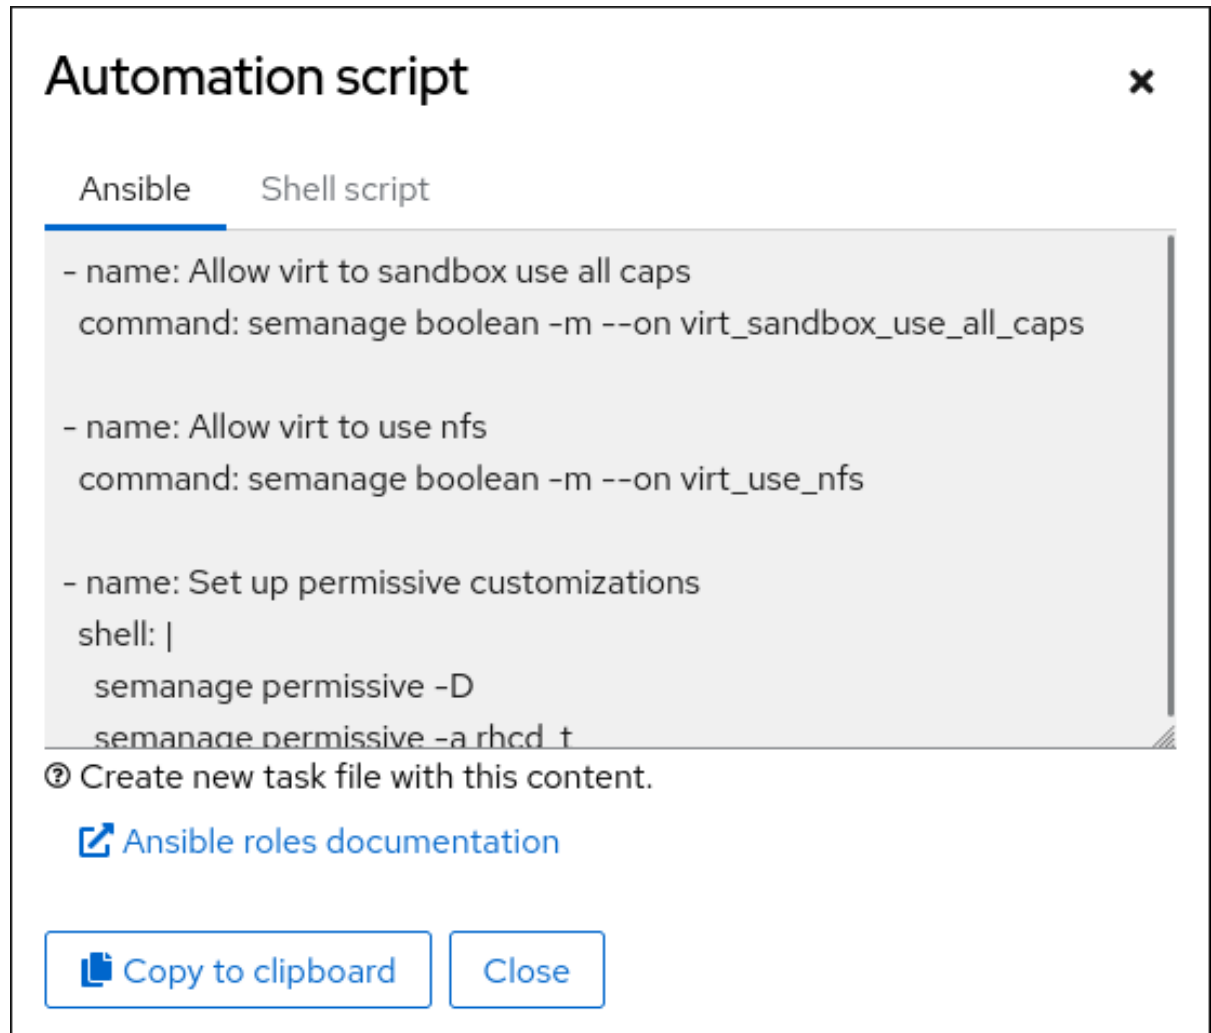 Automation script
Ansible
Shell script
- name: Allow virt to sandbox use all caps
command: semanage boolean -m --on virt_sandbox_use_all_caps
- name: Allow virt to use nfs
command: semanage boolean -m --on virt_use_nfs
- name: Set up permissive customizations
shell: |
semanage permissive -D
semanage permissive -a rhcd_t
Create new task file with this content.
Ansible roles documentation
Copy to clipboard
Close